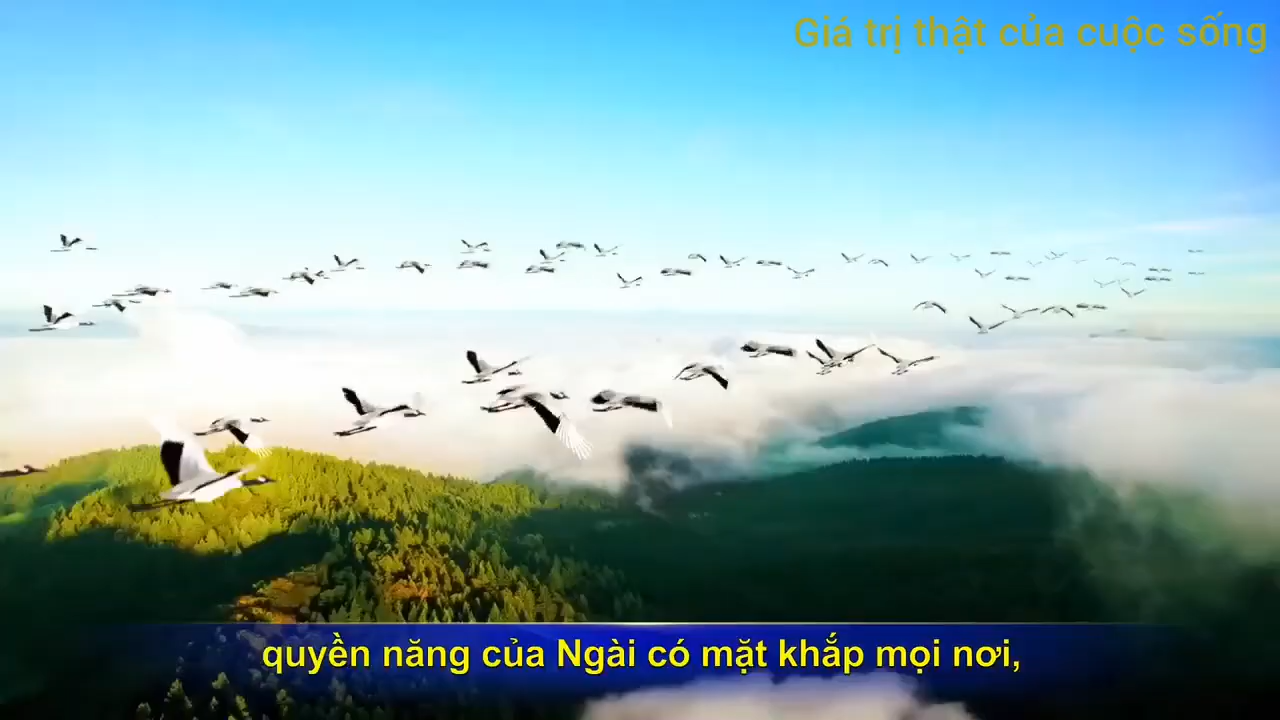 Giá trị thật của cuộc sống
quyền năng của Ngài có mặt khắp mọi nơi,